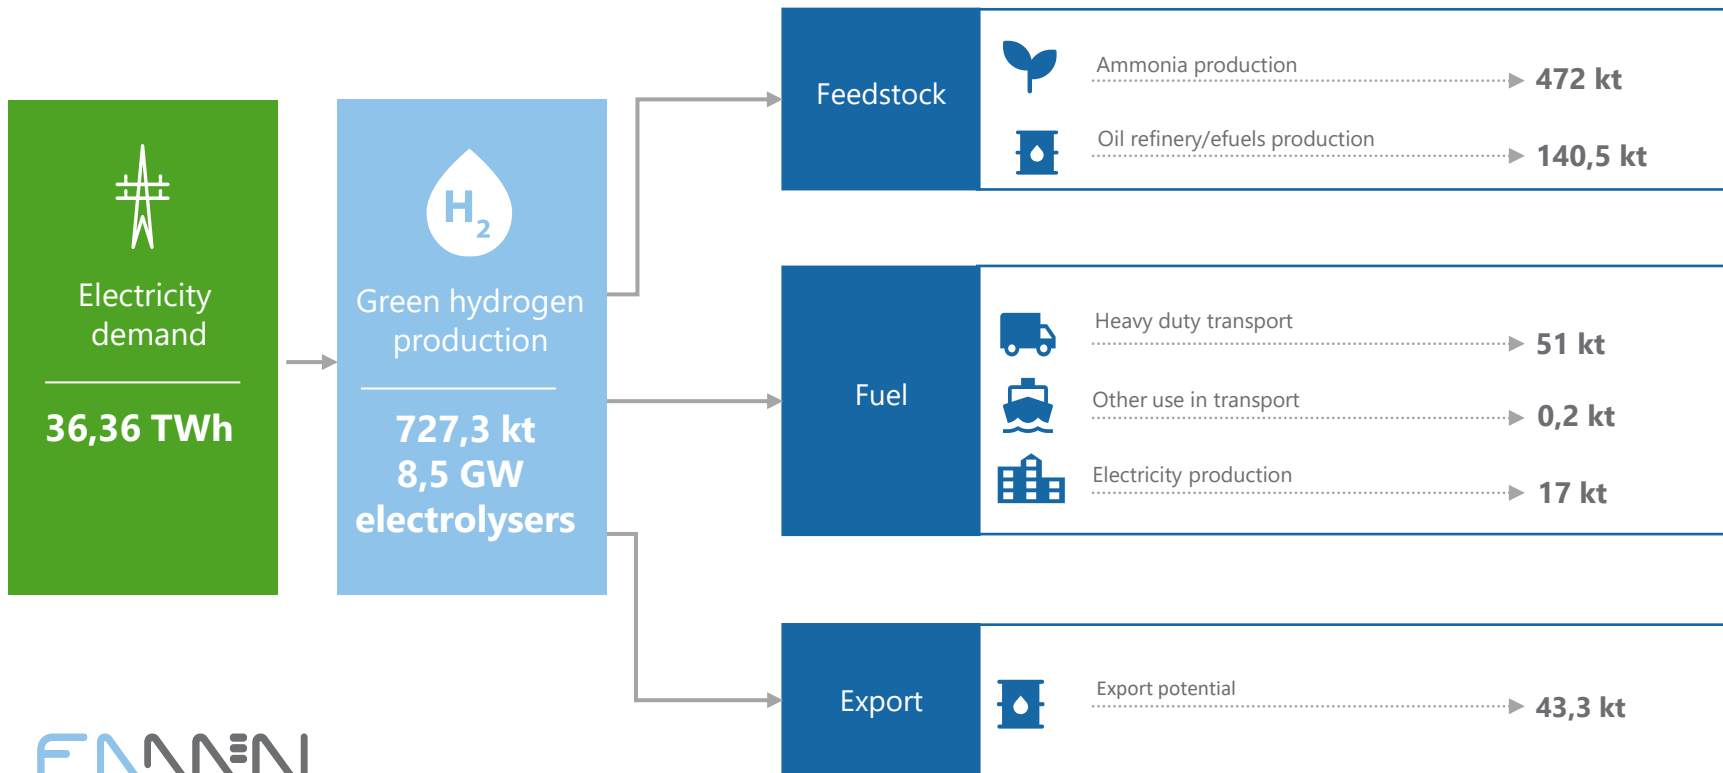 Electricity
demand
36,36 TWh
H2
Green hydrogen
production
727,3 kt
8,5 GW
electrolysers
Feedstock
Ammonia production
472 kt
Oil refinery/efuels production
140,5 kt
Fuel
Heavy duty transport
51 kt
Other use in transport
0,2 kt
Electricity production
17 kt
Export
Export potential
43,3 kt